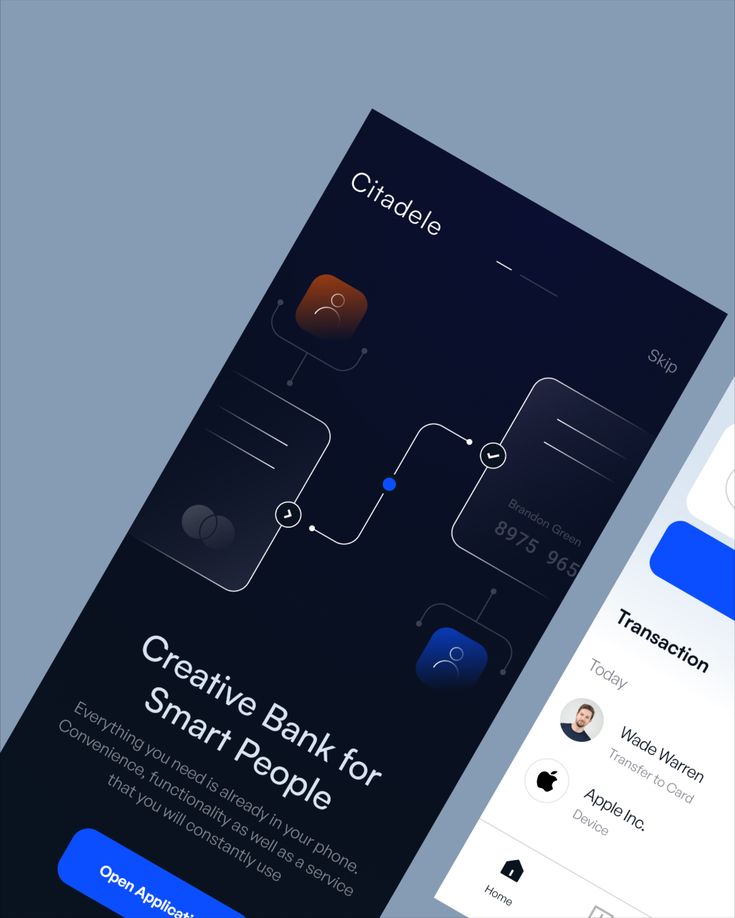 Citadele
Skip
Brandon Green
8975 965
Creative Bank for
Smart People
Everything you need is already in your phone.
Convenience, functionality as well as a service
that you will constantly use
Open Applicati
Transaction
Today
Wade Warren
Transfer to Card
Apple Inc.
Device
Home